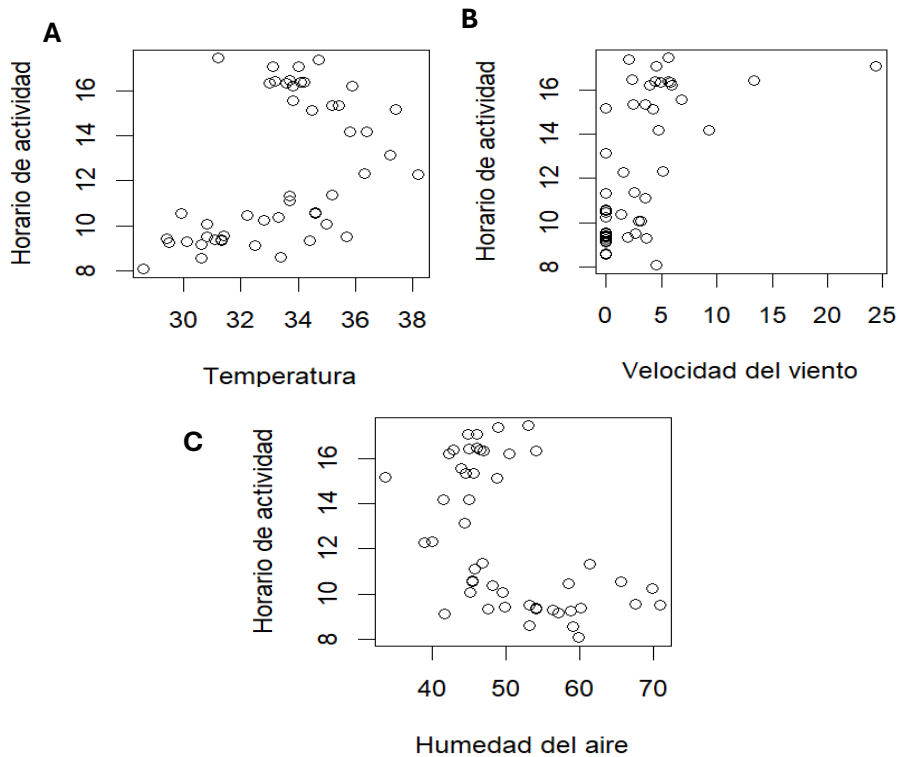 A
Horario de actividad
16
14
12
10
8
30 32 34 36 38
Temperatura
B
Horario de actividad
16
14
12
10
8
0 5 10 15 20 25
Velocidad del viento
C
Horario de actividad
16
14
12
10
8
40 50 60 70
Humedad del aire